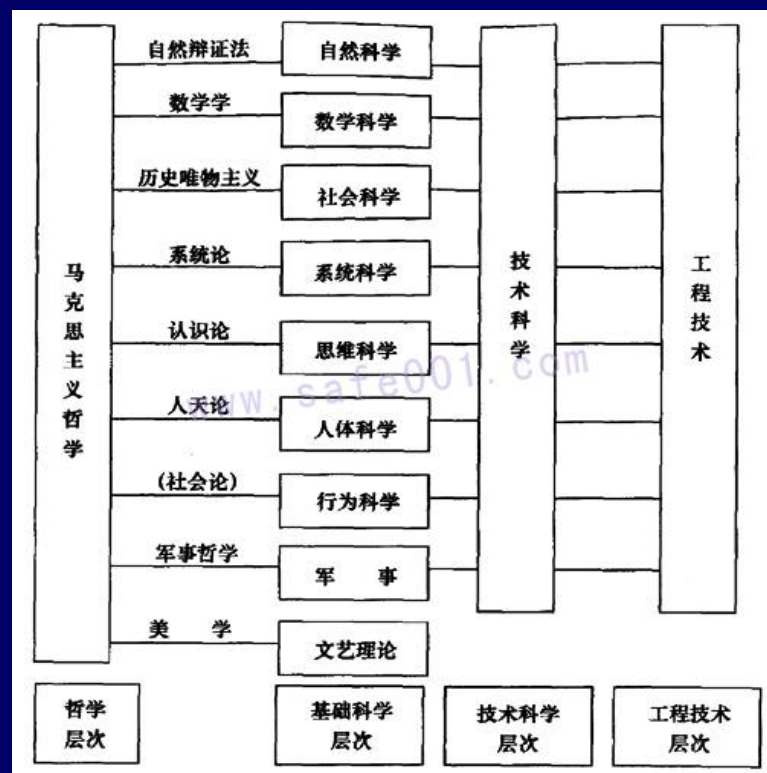 自然辩证法 自然科学
数学学 数学科学
历史唯物主义 社会科学
系统论 系统科学
认识论 思维科学
人天论 人体科学
(社会论) 行为科学
军事哲学 军 事
美 学 文艺理论
马克思主义哲学
技术科学
工程技术
www.safe001.com
哲学层次
基础科学层次
技术科学层次
工程技术层次